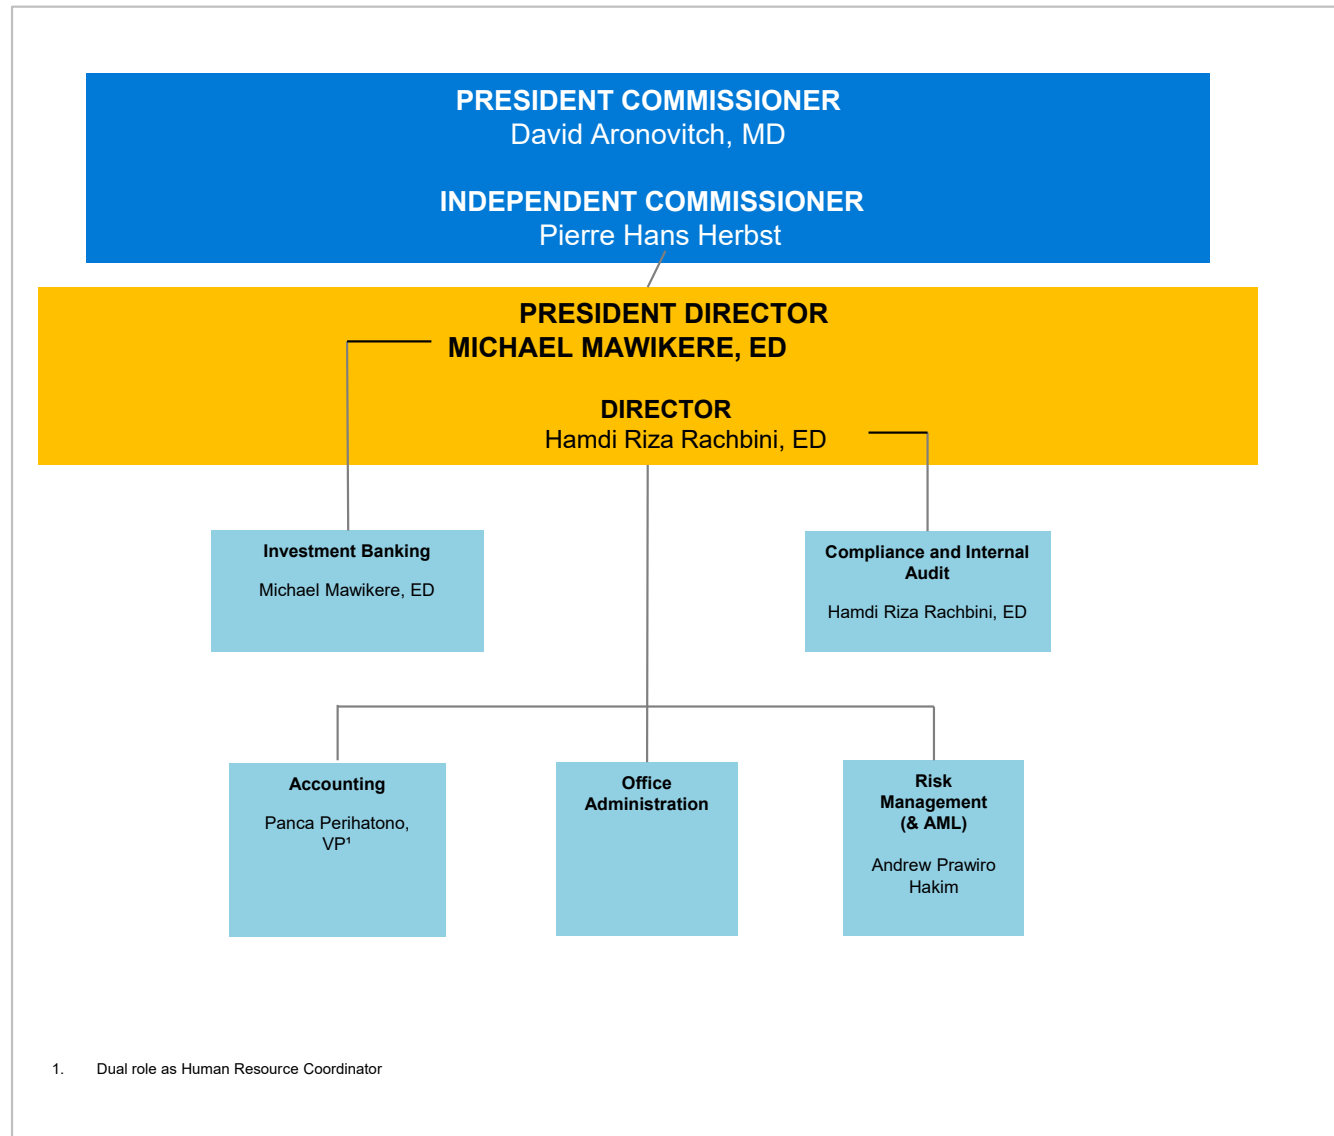 PRESIDENT COMMISSIONER
David Aronovitch, MD
INDEPENDENT COMMISSIONER
Pierre Hans Herbst
PRESIDENT DIRECTOR
MICHAEL MAWIKERE, ED
DIRECTOR
Hamdi Riza Rachbini, ED
Investment Banking
Michael Mawikere, ED
Compliance and Internal
Audit
Hamdi Riza Rachbini, ED
Accounting
Panca Perihatono,
VP¹
Office
Administration
Risk
Management
(& AML)
Andrew Prawiro
Hakim
1. Dual role as Human Resource Coordinator